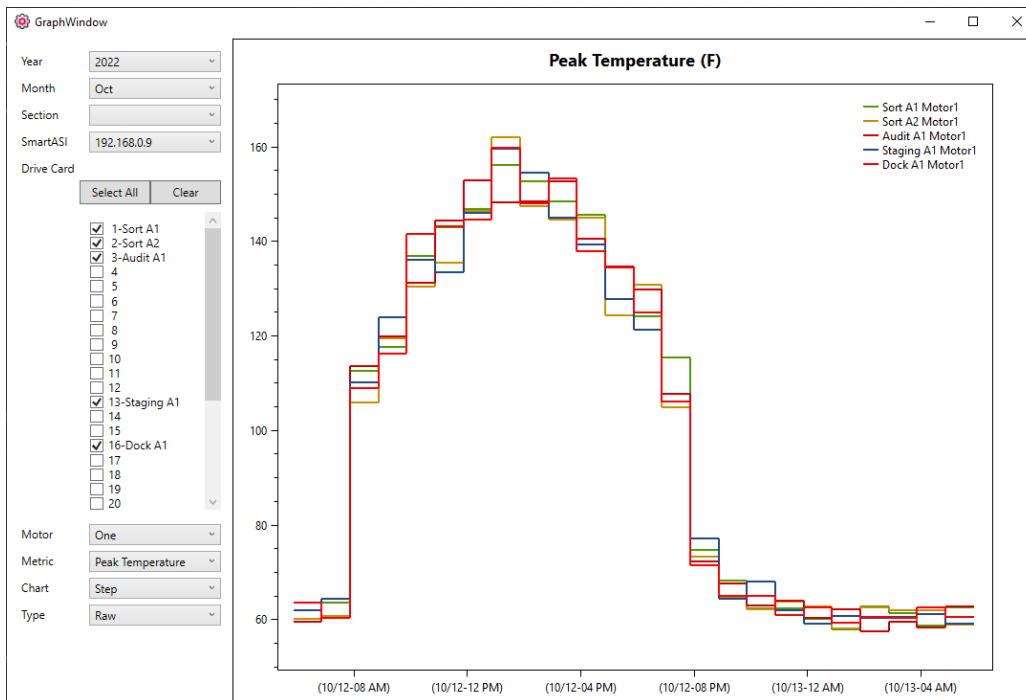 GraphWindow
Year
2022
Month
Oct
Section
SmartASI
192.168.0.9
Drive Card
Select All
Clear
1-Sort A1
2-Sort A2
3-Audit A1
4
5
6
7
8
9
10
11
12
13-Staging A1
14
15
16-Dock A1
17
18
19
20
Motor
One
Metric
Peak Temperature
Chart
Step
Type
Raw
Peak Temperature (F)
Sort A1 Motor1
Sort A2 Motor1
Audit A1 Motor1
Staging A1 Motor1
Dock A1 Motor1
160
140
120
100
80
60
(10/12-08 AM)
(10/12-12 PM)
(10/12-04 PM)
(10/12-08 PM)
(10/13-12 AM)
(10/13-04 AM)